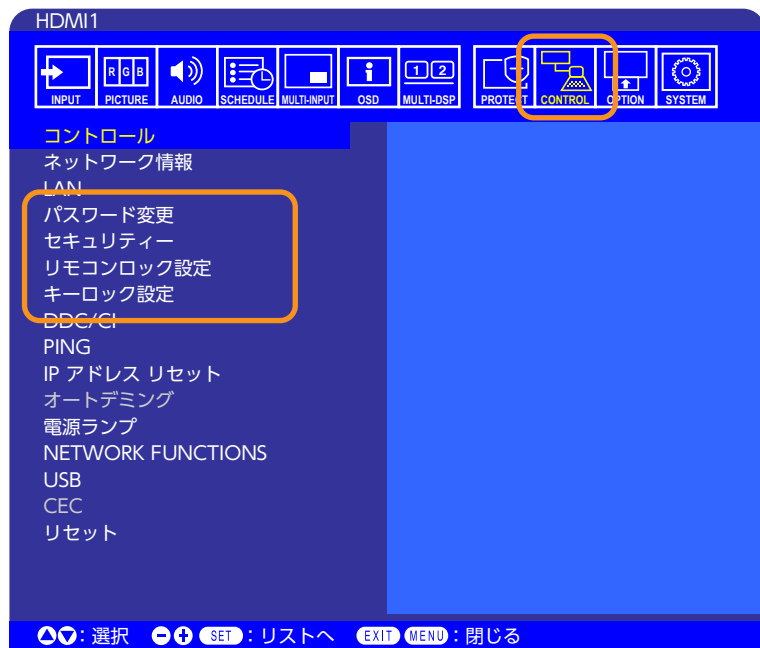 HDMI1
RGB 1 2
INPUT PICTURE AUDIO SCHEDULE MULTI-INPUT OSD MULTI-DSP PROTECT CONTROL OPTION SYSTEM
コントロール
ネットワーク情報
LAN
パスワード変更
セキュリティー
リモコンロック設定
キーロック設定
DDC/CI
PING
IP アドレス リセット
オートデミング
電源ランプ
NETWORK FUNCTIONS
USB
CEC
リセット
: 選択 SET : リストへ EXIT MENU : 閉じる